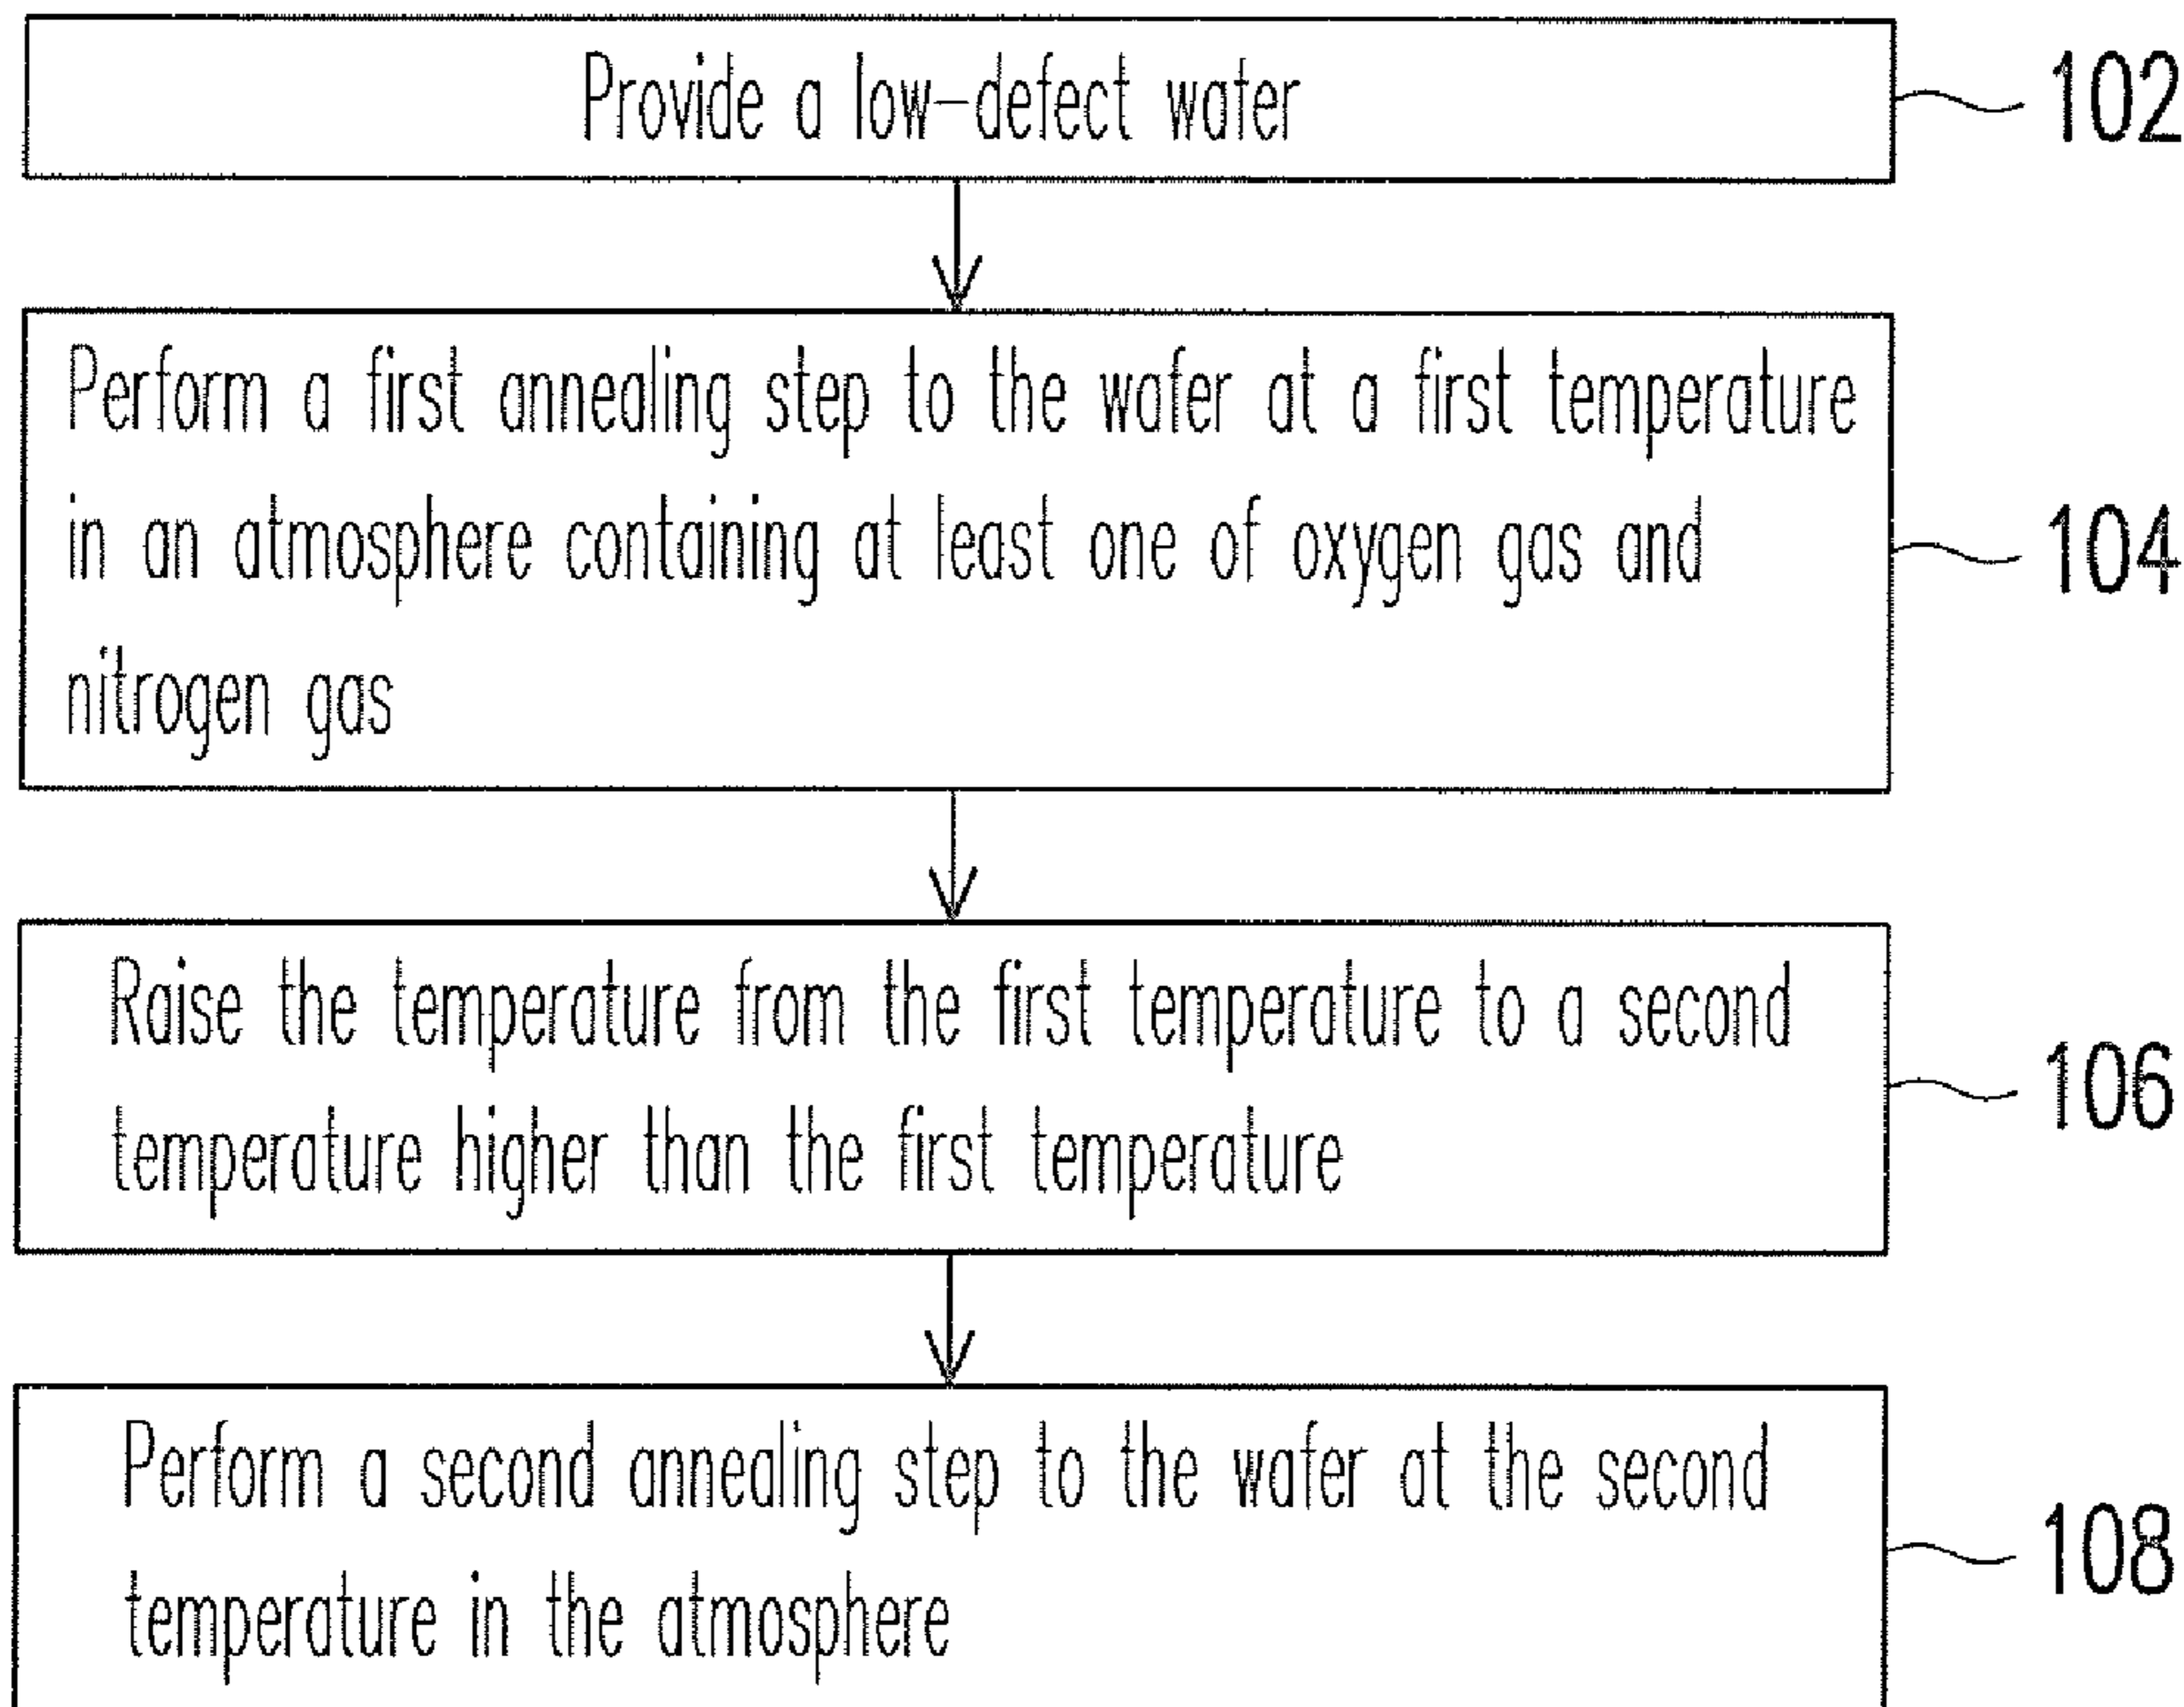 Provide a low-defect wafer
102
Perform a first annealing step to the wafer at a first temperature
in an atmosphere containing at least one of oxygen gas and
nitrogen gas
104
Raise the temperature from the first temperature to a second
temperature higher than the first temperature
106
Perform a second annealing step to the wafer at the second
temperature in the atmosphere
108